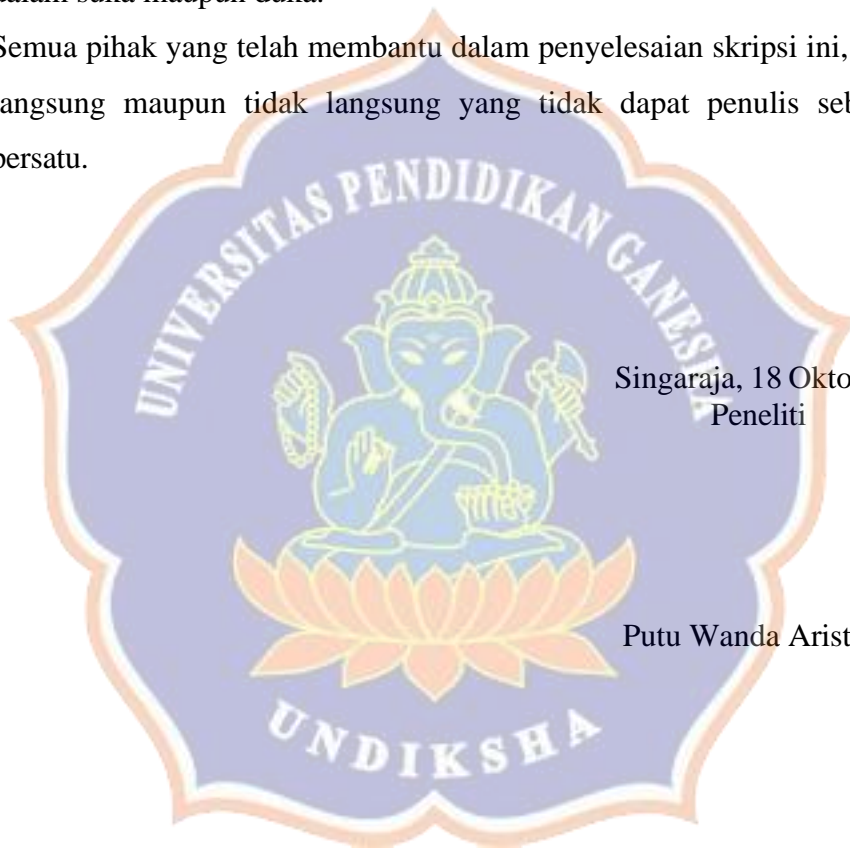 dalam suka maupun duka.
Semua pihak yang telah membantu dalam penyelesaian skripsi ini,
langsung maupun tidak langsung yang tidak dapat penulis seb
persatu.
UNIVERSITAS PENDIDIKAN GANESHA
Singaraja, 18 Okto
Peneliti
Putu Wanda Arist
UNDIKSHA